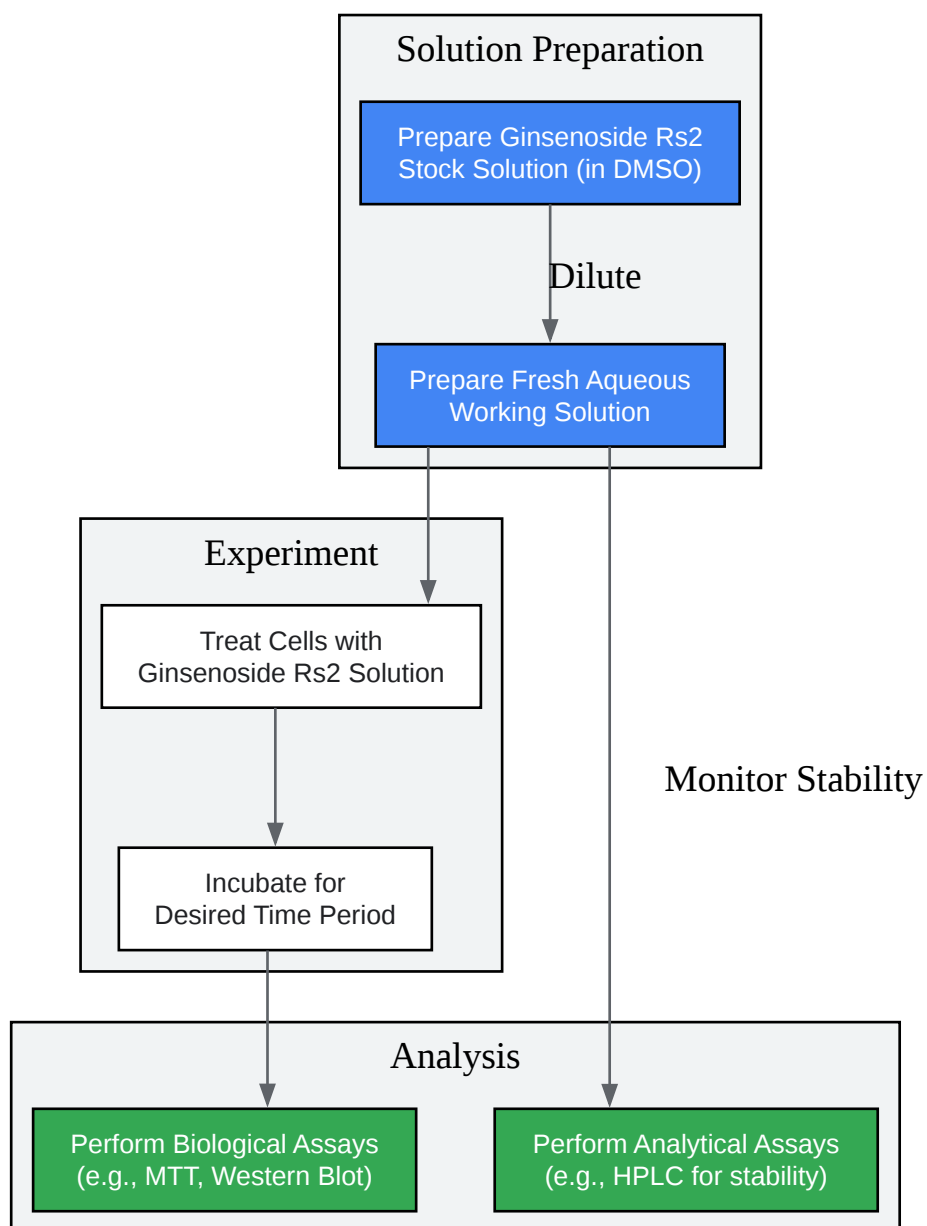 Solution Preparation
Prepare Ginsenoside Rs2
Stock Solution (in DMSO)
Dilute
Prepare Fresh Aqueous
Working Solution
Experiment
Treat Cells with
Ginsenoside Rs2 Solution
Monitor Stability
Incubate for
Desired Time Period
Analysis
Perform Biological Assays
(e.g., MTT, Western Blot)
Perform Analytical Assays
(e.g., HPLC for stability)